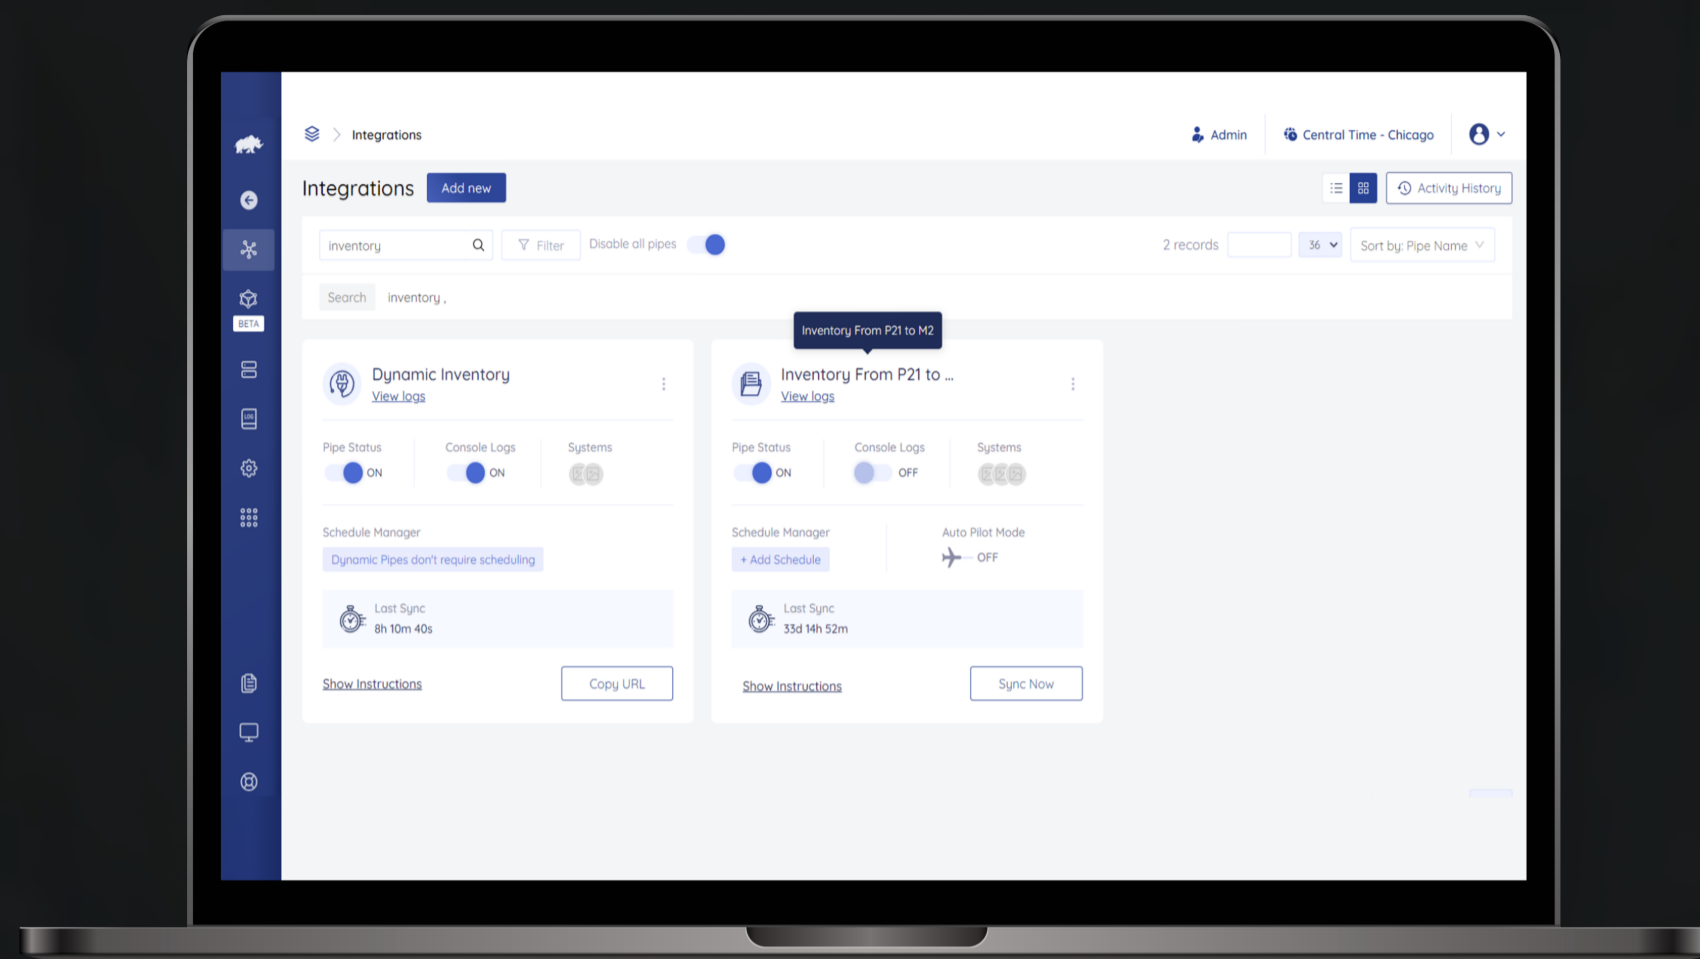 Integrations
Admin
Central Time - Chicago
Integrations
Add new
Activity History
inventory
Filter
Disable all pipes
2 records
36
Sort by: Pipe Name
Search
inventory ,
BETA
LOG
Inventory From P21 to M2
Dynamic Inventory
View logs
Pipe Status
ON
Console Logs
ON
Systems
Schedule Manager
Dynamic Pipes don't require scheduling
Last Sync
8h 10m 40s
Show Instructions
Copy URL
Inventory From P21 to ...
View logs
Pipe Status
ON
Console Logs
OFF
Systems
Schedule Manager
+ Add Schedule
Auto Pilot Mode
OFF
Last Sync
33d 14h 52m
Show Instructions
Sync Now